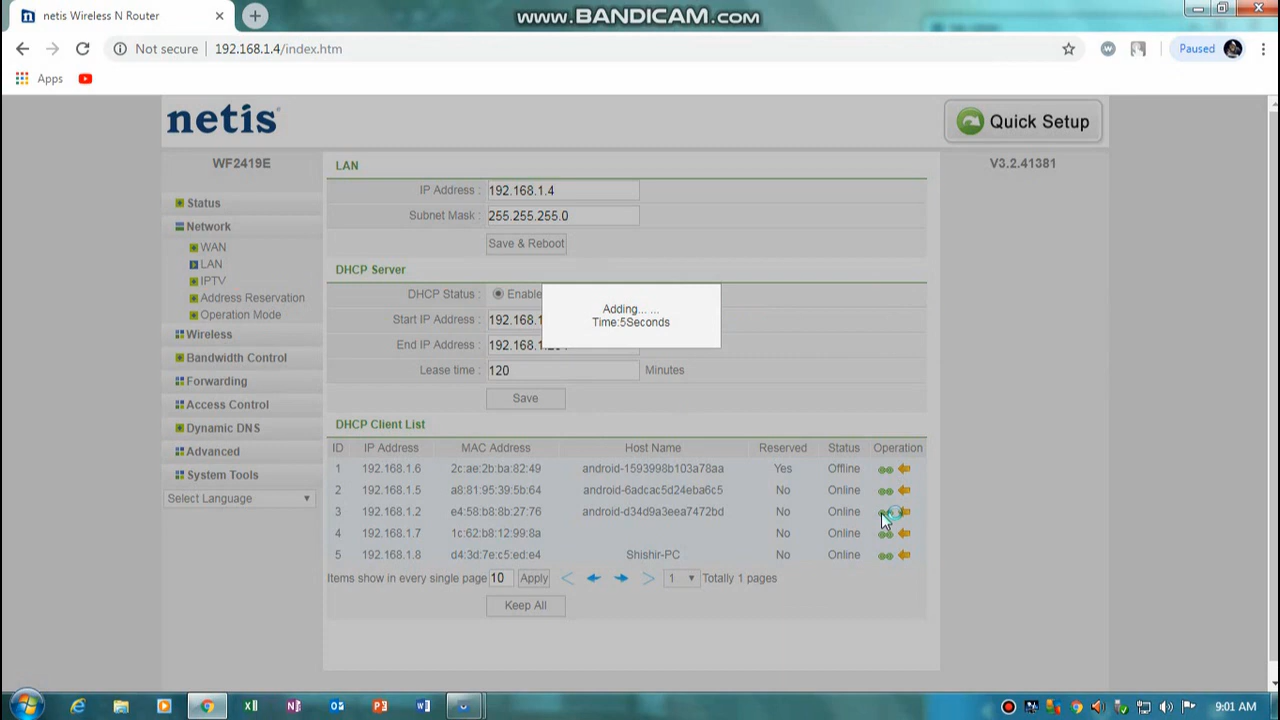 netis Wireless N Router
www.BANDICAM.com
Not secure
192.168.1.4/index.htm
Paused
Apps
netis
Quick Setup
WF2419E
V3.2.41381
Status
Network
WAN
LAN
IPTV
Address Reservation
Operation Mode
Wireless
Bandwidth Control
Forwarding
Access Control
Dynamic DNS
Advanced
System Tools
Select Language
LAN
IP Address : 192.168.1.4
Subnet Mask : 255.255.255.0
Save & Reboot
DHCP Server
DHCP Status : Enable
Start IP Address : 192.168.1
End IP Address : 192.168.1
Lease time : 120 Minutes
Save
Adding... ...
Time:5Seconds
DHCP Client List
ID IP Address MAC Address Host Name Reserved Status Operation
1 192.168.1.6 2c:ae:2b:ba:82:49 android-1593998b103a78aa Yes Offline
2 192.168.1.5 a8:81:95:39:5b:64 android-6adcac5d24eba6c5 No Online
3 192.168.1.2 e4:58:b8:8b:27:76 android-d34d9a3eea7472bd No Online
4 192.168.1.7 1c:62:b8:12:99:8a No Online
5 192.168.1.8 d4:3d:7e:c5:ed:e4 Shishir-PC No Online
Items show in every single page 10 Apply 1 Totally 1 pages
Keep All
9:01 AM